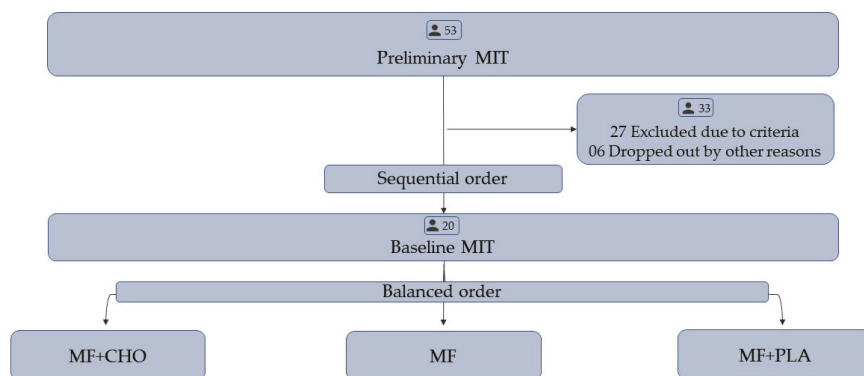 53
Preliminary MIT
33
27 Excluded due to criteria
06 Dropped out by other reasons
Sequential order
20
Baseline MIT
Balanced order
MF+CHO
MF
MF+PLA